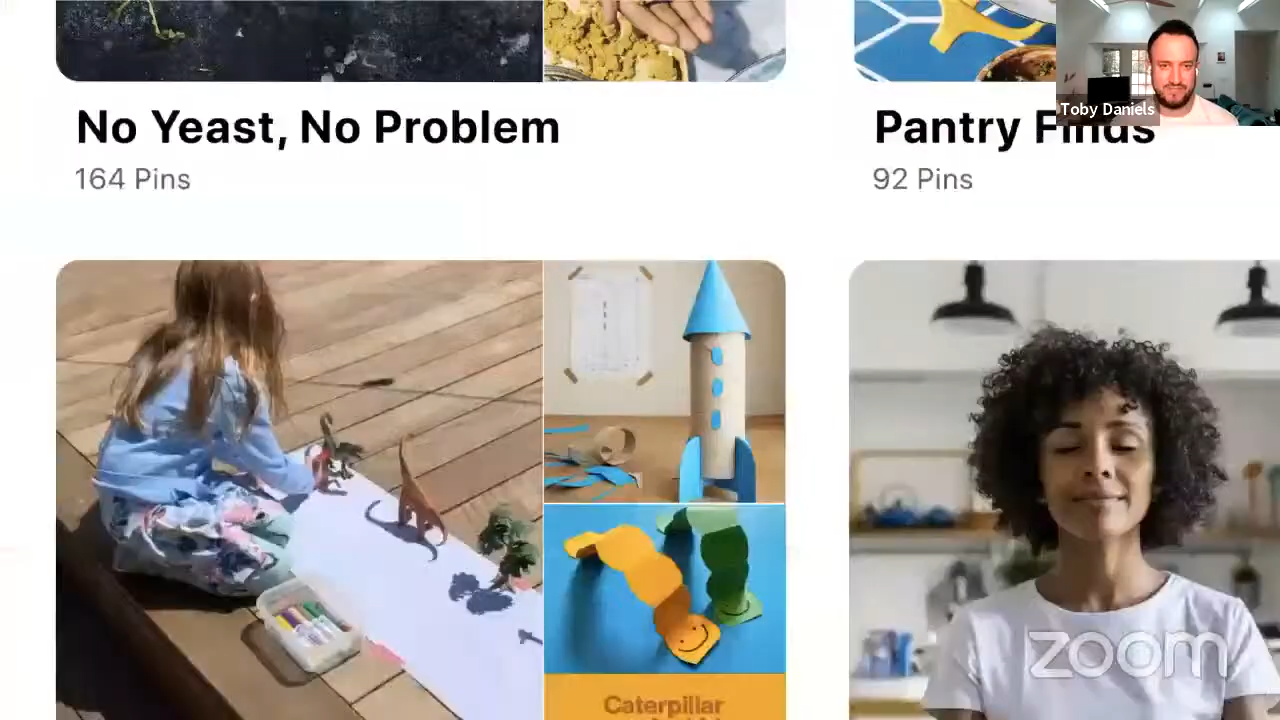 Toby Daniels
No Yeast, No Problem
Pantry Finds
164 Pins
92 Pins
zoom
Caterpillar